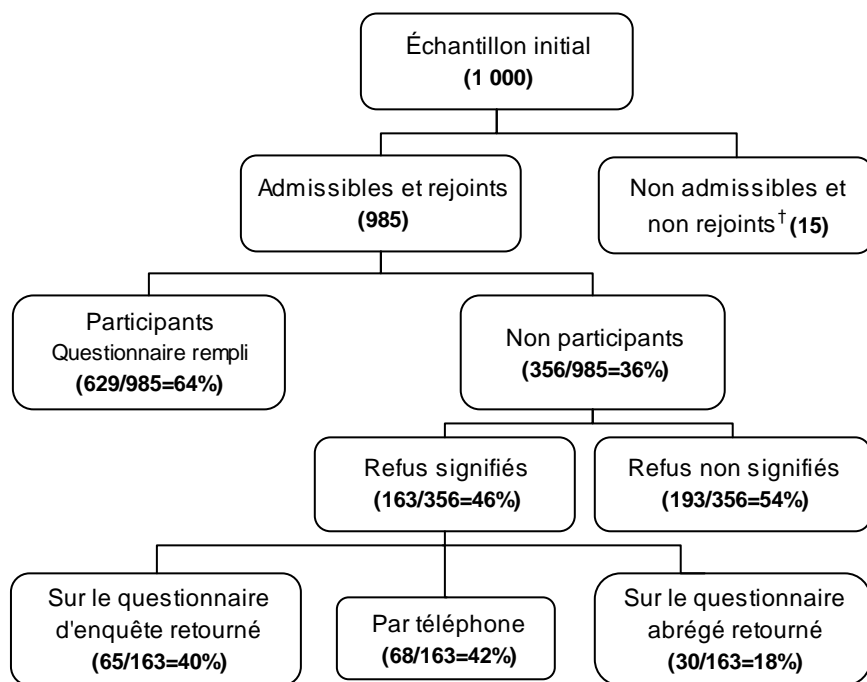 Échantillon initial
(1 000)
Admissibles et rejoints
(985)
Non admissibles et
non rejoints† (15)
Participants
Questionnaire rempli
(629/985=64%)
Non participants
(356/985=36%)
Refus signifiés
(163/356=46%)
Refus non signifiés
(193/356=54%)
Sur le questionnaire
d'enquête retourné
(65/163=40%)
Par téléphone
(68/163=42%)
Sur le questionnaire
abrégé retourné
(30/163=18%)